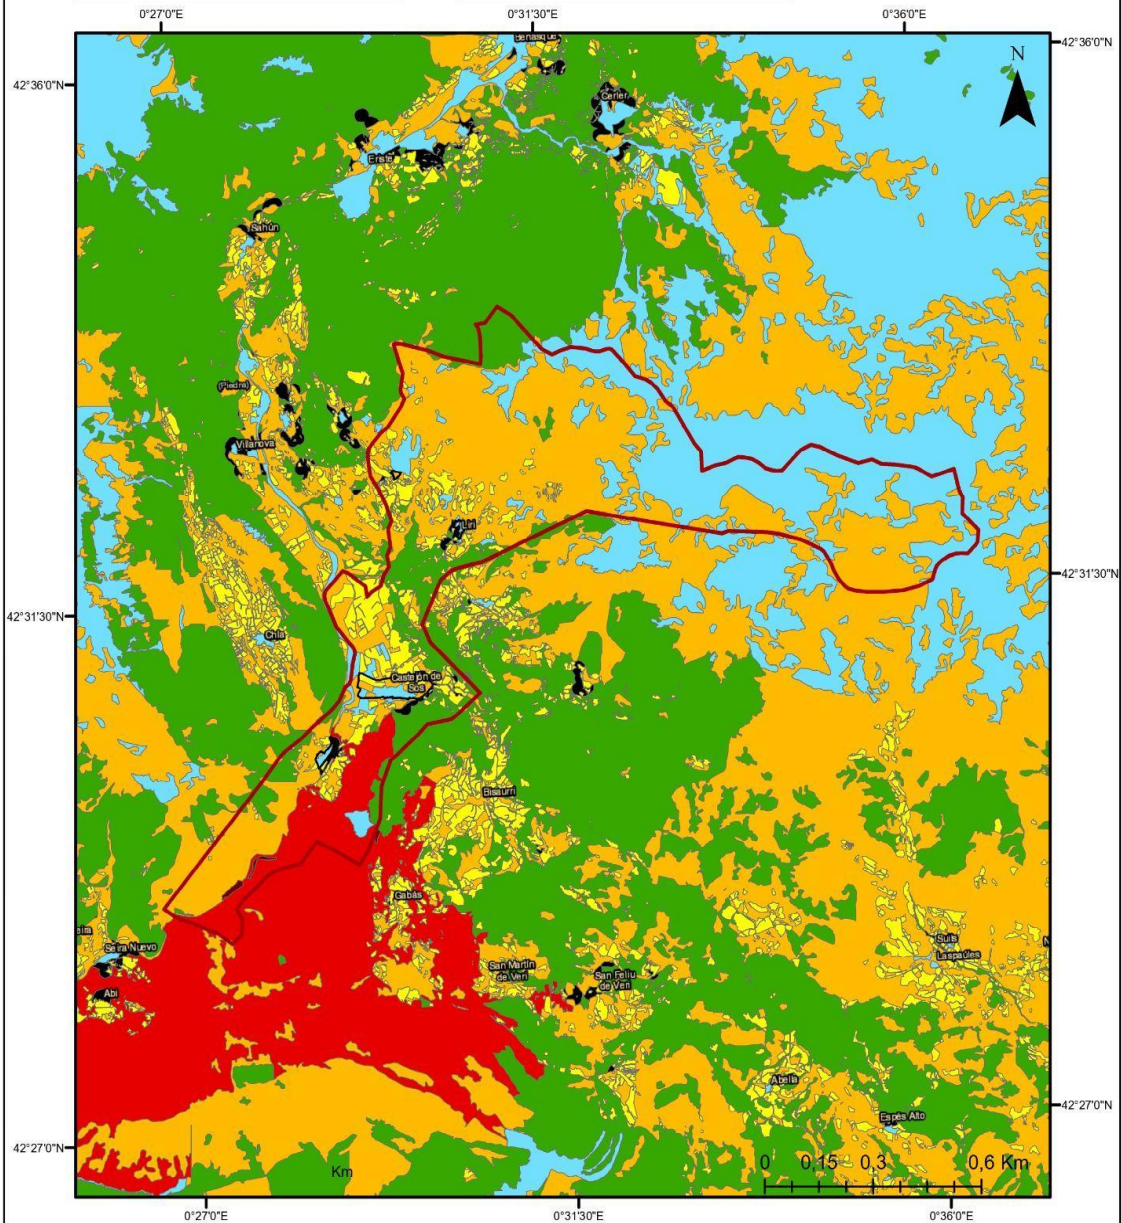 0°27'0"E
0°31'30"E
0°36'0"E
42°36'0"N
42°36'0"N
N
Benasque
Cerler
Eriste
Sahún
(Piedra)
Villanova
Liri
42°31'30"N
42°31'30"N
Chía
Castejón de
Sos
Bisaurri
Gabás
eira
Seira Nuevo
Abi
San Martín
de Veri
San Feliu
de Veri
Suils
N
Laspaúles
Abella
Espés Alto
42°27'0"N
42°27'0"N
Km
0 0,15 0,3 0,6 Km
0°27'0"E
0°31'30"E
0°36'0"E